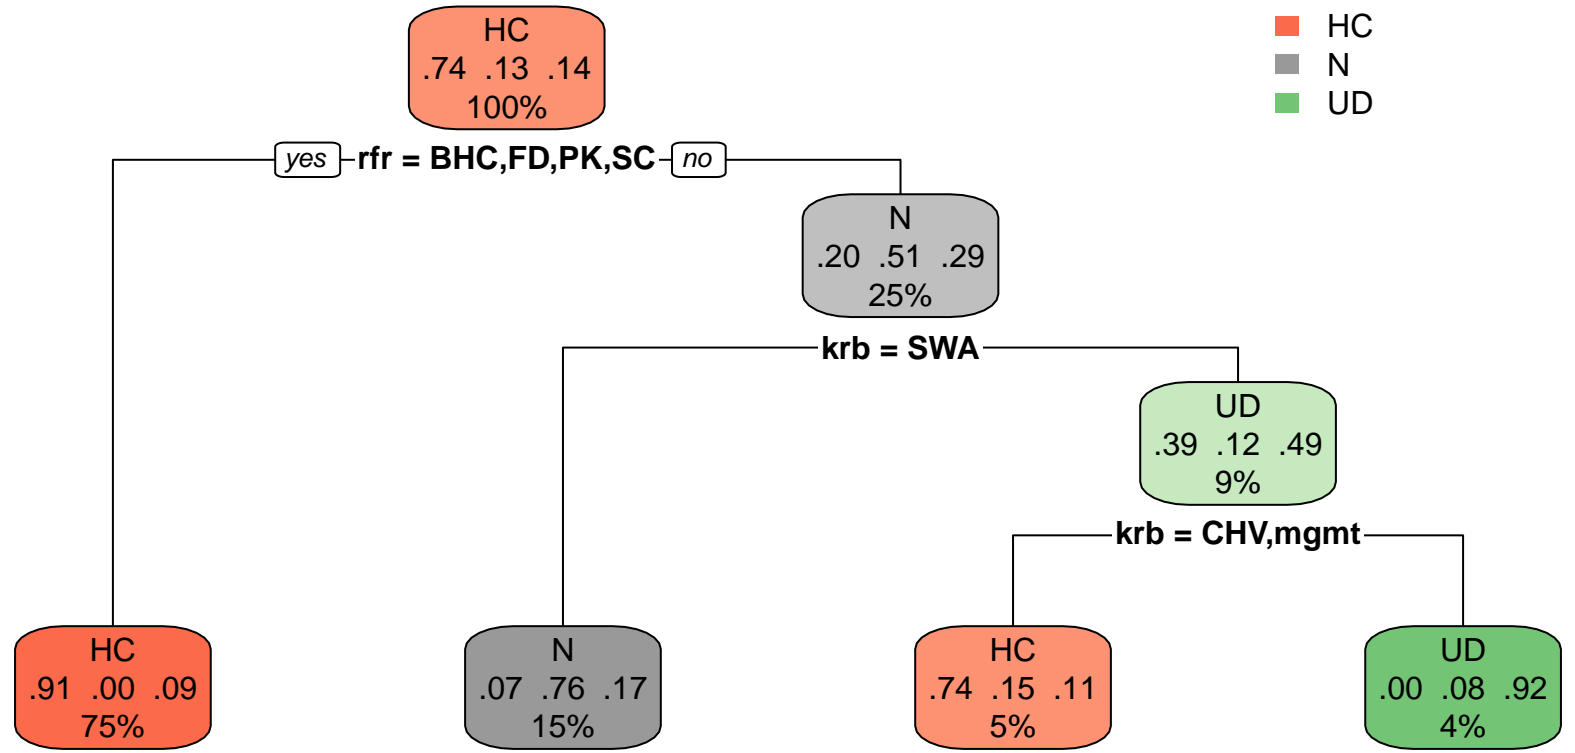 HC
.74 .13 .14
100%
HC
N
UD
yes rfr = BHC,FD,PK,SC no
N
.20 .51 .29
25%
krb = SWA
UD
.39 .12 .49
9%
krb = CHV,mgmt
HC
.91 .00 .09
75%
N
.07 .76 .17
15%
HC
.74 .15 .11
5%
UD
.00 .08 .92
4%